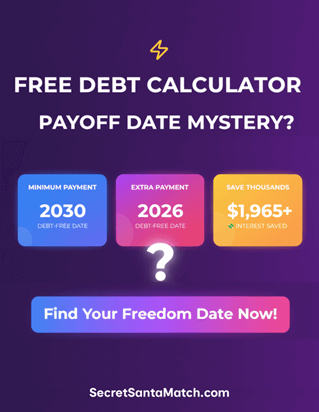 FREE DEBT CALCULATOR
PAYOFF DATE MYSTERY?
MINIMUM PAYMENT
2030
DEBT-FREE DATE
EXTRA PAYMENT
2026
DEBT-FREE DATE
SAVE THOUSANDS
$1,965+
💸 INTEREST SAVED
?
Find Your Freedom Date Now!
SecretSantaMatch.com